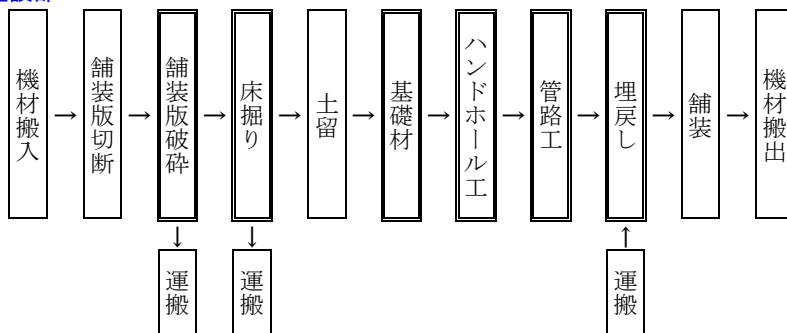 機材搬入
→
舗装版切断
→
舗装版破砕
→
床掘り
→
土留
→
基礎材
→
ハンドホール工
→
管路工
→
埋戻し
→
舗装
→
機材搬出
↓
↓
↑
運搬
運搬
運搬